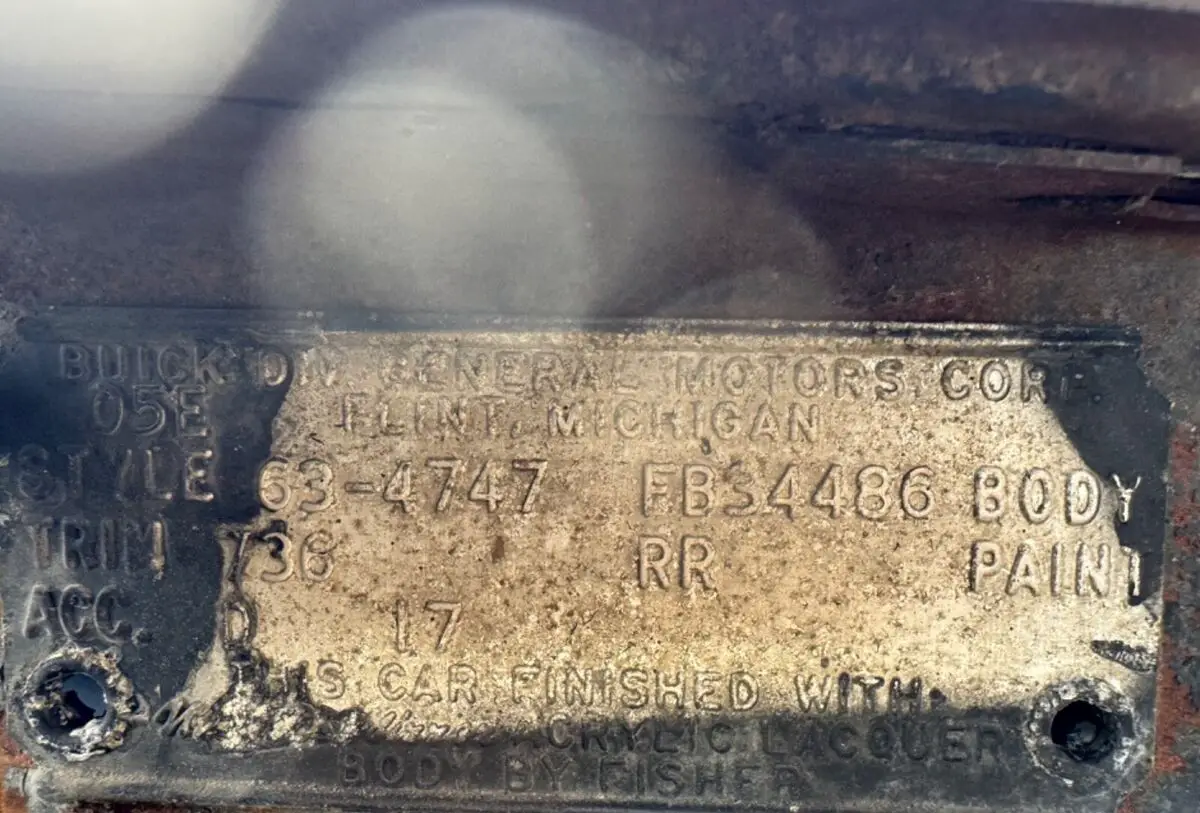 BUICK DIV. GENERAL MOTORS CORP.
05E FLINT, MICHIGAN
STYLE 63-4747 FB34486 BODY
TRIM 736 RR PAINT
ACC. D 17
THIS CAR FINISHED WITH
ACRYLIC LACQUER
BODY BY FISHER